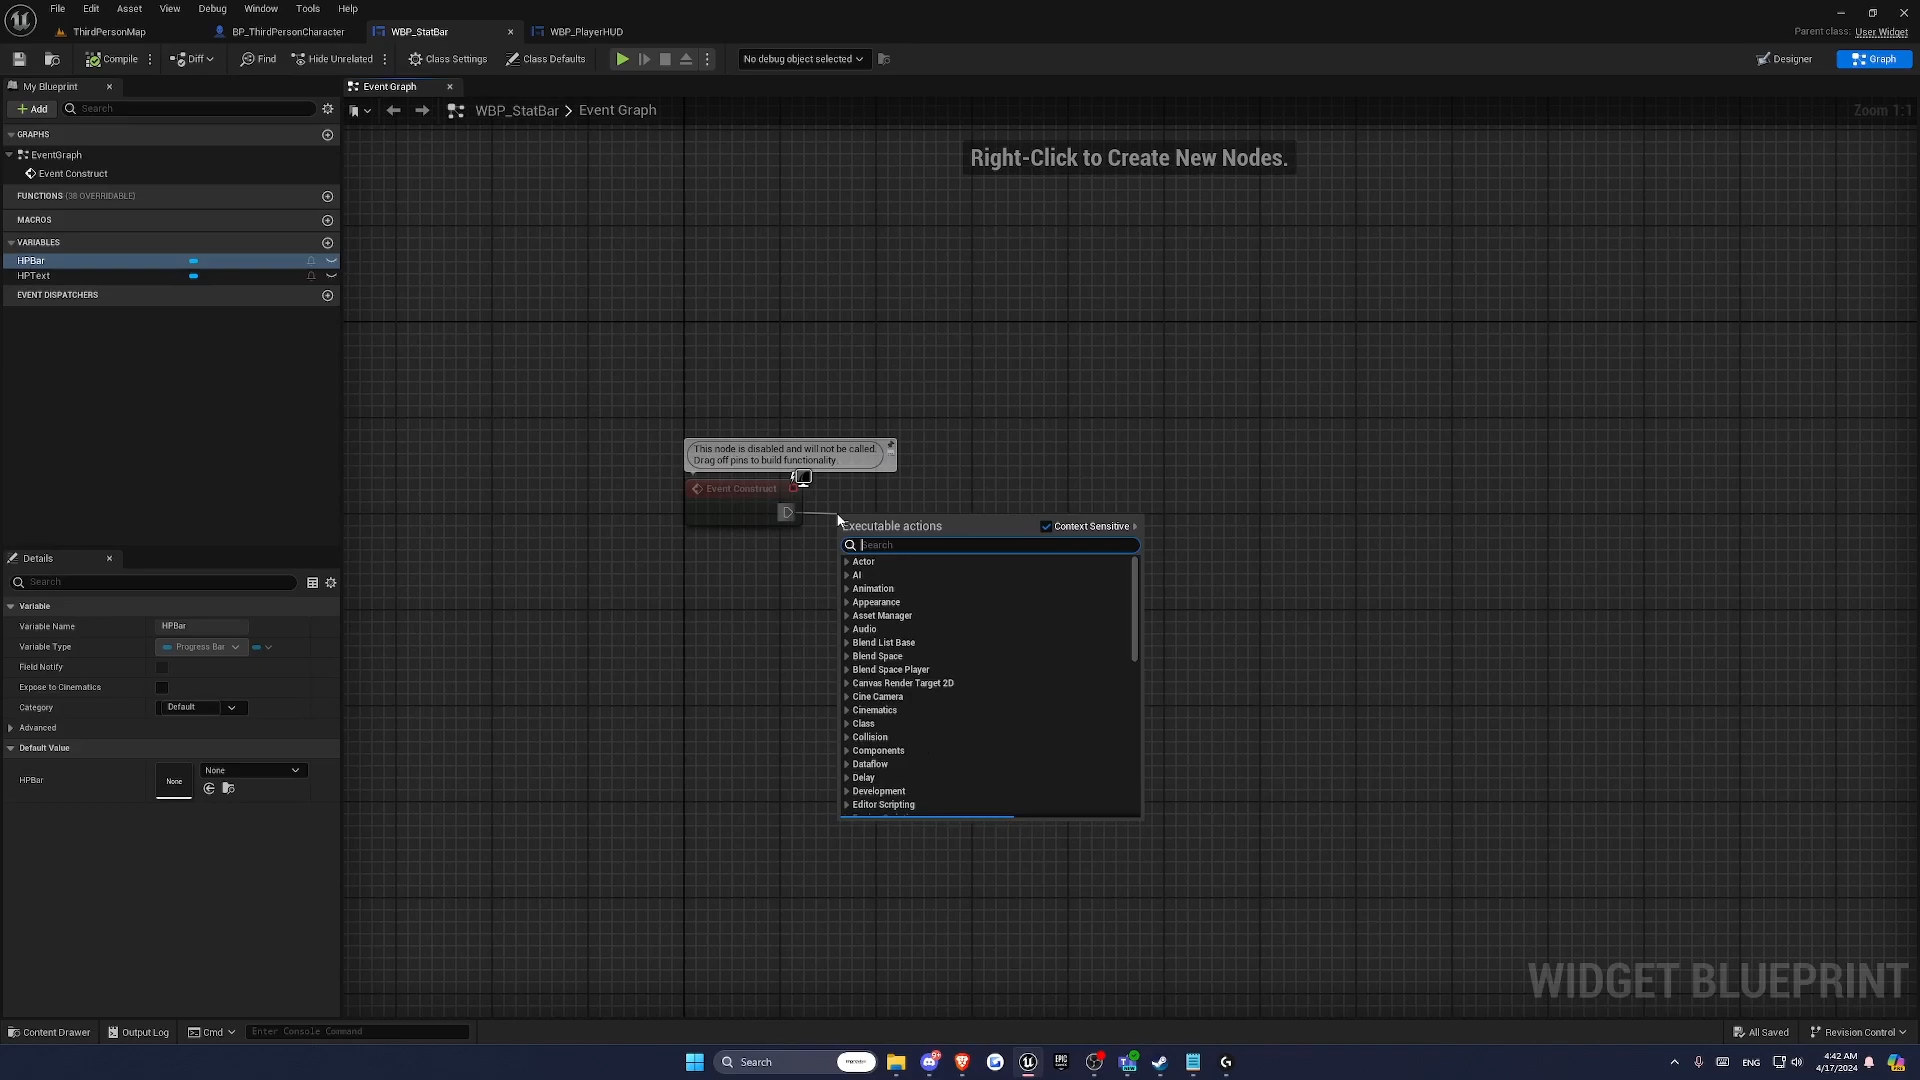 File Edit Asset View Debug Window Tools Help
ThirdPersonMap BP_ThirdPersonCharacter WBP_StatBar WBP_PlayerHUD
Parent class: User Widget
Compile Diff Find Hide Unrelated Class Settings Class Defaults No debug object selected Designer Graph
My Blueprint
Event Graph
Add Search
WBP_StatBar > Event Graph
Zoom 1:1
GRAPHS
EventGraph
Event Construct
FUNCTIONS (38 OVERRIDABLE)
MACROS
VARIABLES
HPBar
HPText
EVENT DISPATCHERS
Right-Click to Create New Nodes.
This node is disabled and will not be called.
Drag off pins to build functionality.
Event Construct
Executable actions Context Sensitive
Search
Actor
AI
Animation
Appearance
Asset Manager
Audio
Blend List Base
Blend Space
Blend Space Player
Canvas Render Target 2D
Cine Camera
Cinematics
Class
Collision
Components
Dataflow
Delay
Development
Editor Scripting
Details
Search
Variable
Variable Name HPBar
Variable Type Progress Bar
Field Notify
Expose to Cinematics
Category Default
Advanced
Default Value
HPBar None None
WIDGET BLUEPRINT
Content Drawer Output Log Cmd Enter Console Command All Saved Revision Control
Search ENG 4:42 AM
4/17/2024